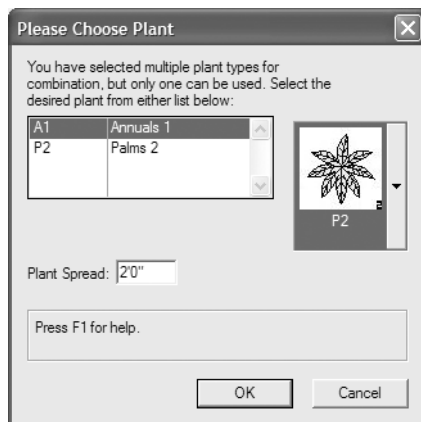 Please Choose Plant
You have selected multiple plant types for
combination, but only one can be used. Select the
desired plant from either list below:
A1 Annuals 1
P2 Palms 2
2
P2
Plant Spread: 2'0"
Press F1 for help.
OK Cancel